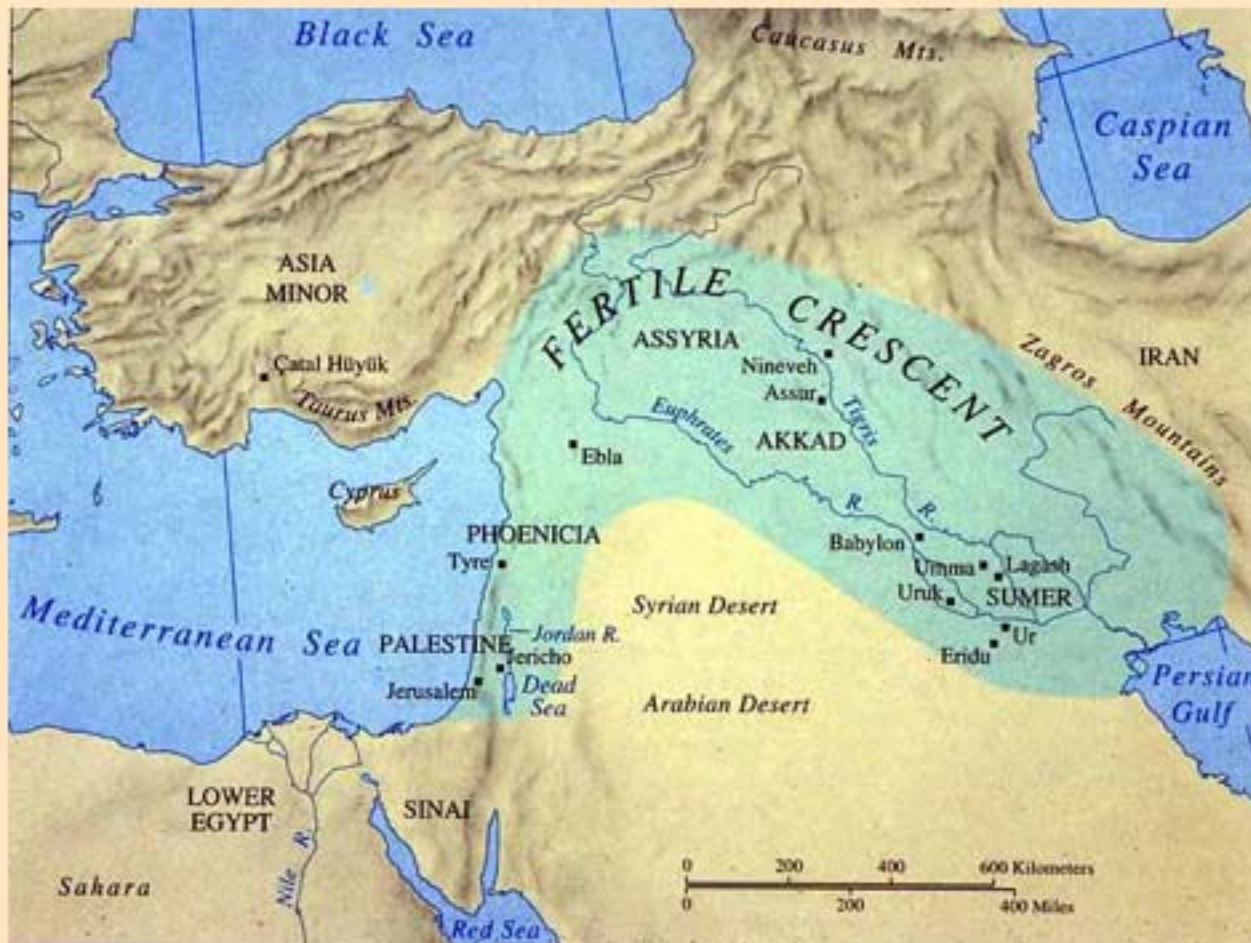 Black Sea
Caucasus Mts.
Caspian
Sea
ASIA
MINOR
FERTILE CRESCENT
ASSYRIA
Nineveh
Assur
Zagros Mountains
IRAN
Çatal Hüyük
Taurus Mts.
Euphrates R.
Tigris R.
AKKAD
Ebla
Cyprus
PHOENICIA
Tyre
Babylon
Umma
Lagash
Uruk
SUMER
Syrian Desert
Mediterranean Sea
PALESTINE
Jordan R.
Jericho
Ur
Eridu
Jerusalem
Dead
Sea
Arabian Desert
Persian
Gulf
LOWER
EGYPT
SINAI
Nile R.
Sahara
Red Sea
0 200 400 600 Kilometers
0 200 400 Miles